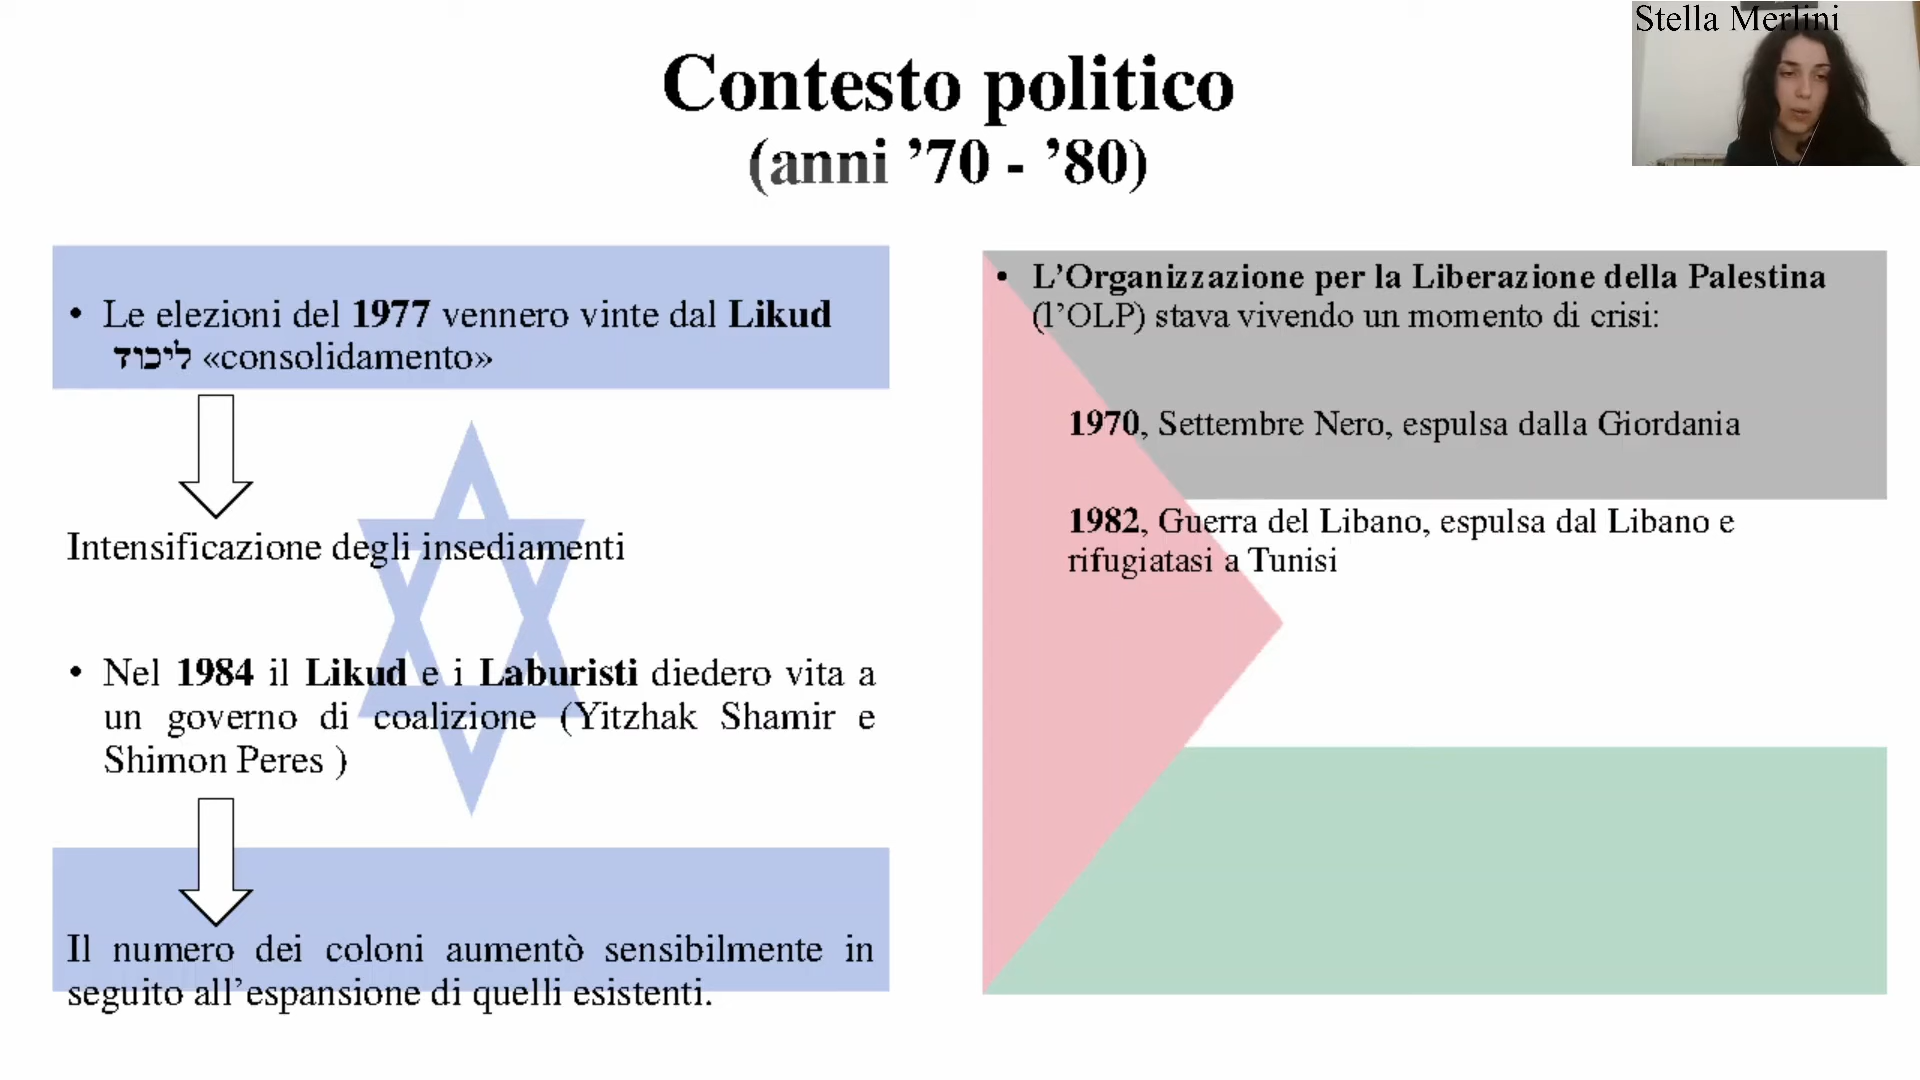 Stella Merlini
Contesto politico
(anni ’70 - ’80)
• Le elezioni del 1977 vennero vinte dal Likud
ליכוד «consolidamento»
Intensificazione degli insediamenti
• Nel 1984 il Likud e i Laburisti diedero vita a
un governo di coalizione (Yitzhak Shamir e
Shimon Peres )
Il numero dei coloni aumentò sensibilmente in
seguito all’espansione di quelli esistenti.
• L’Organizzazione per la Liberazione della Palestina
(l’OLP) stava vivendo un momento di crisi:
1970, Settembre Nero, espulsa dalla Giordania
1982, Guerra del Libano, espulsa dal Libano e
rifugiatasi a Tunisi